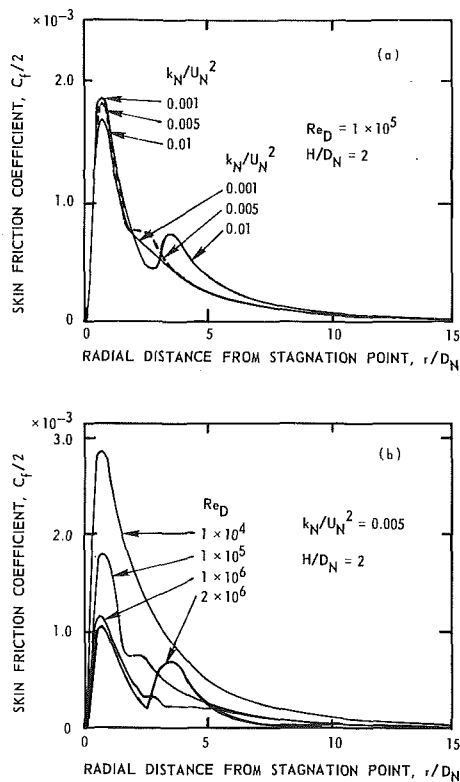 ×10⁻³
(a)
2.0
k_N/U_N²
0.001
0.005
0.01
Re_D = 1 × 10⁵
H/D_N = 2
k_N/U_N²
0.001
0.005
0.01
1.0
0
SKIN FRICTION COEFFICIENT, C_f/2
0 5 10 15
RADIAL DISTANCE FROM STAGNATION POINT, r/D_N
×10⁻³
3.0
(b)
Re_D
1 × 10⁴
1 × 10⁵
1 × 10⁶
2 × 10⁶
k_N/U_N² = 0.005
H/D_N = 2
2.0
1.0
0
SKIN FRICTION COEFFICIENT, C_f/2
0 5 10 15
RADIAL DISTANCE FROM STAGNATION POINT, r/D_N